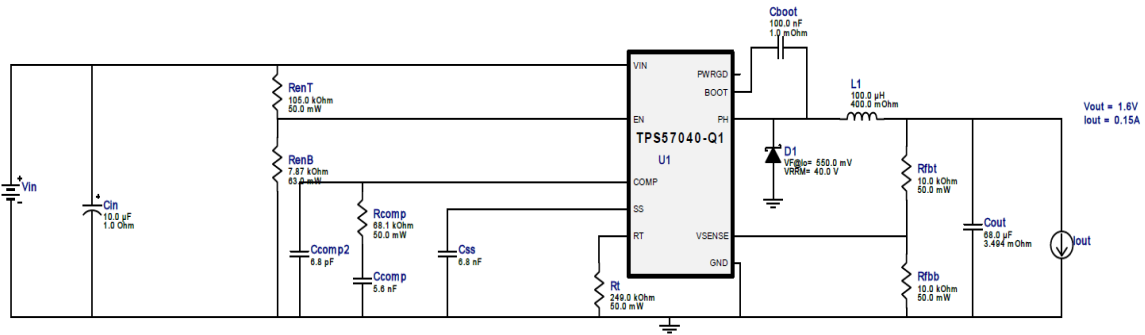 Cboot
100.0 nF
1.0 mOhm
VIN
PWRGD
BOOT
RenT
105.0 kOhm
50.0 mW
L1
100.0 µH
400.0 mOhm
Vout = 1.6V
Iout = 0.15A
EN
PH
TPS57040-Q1
U1
D1
VF@Io= 550.0 mV
VRRM= 40.0 V
RenB
7.87 kOhm
63.0 mW
Rfbt
10.0 kOhm
50.0 mW
Vin
COMP
Cin
10.0 µF
1.0 Ohm
Rcomp
68.1 kOhm
50.0 mW
SS
Cout
68.0 µF
3.494 mOhm
Iout
RT
VSENSE
Ccomp2
6.8 pF
Css
6.8 nF
GND
Ccomp
5.6 nF
Rt
249.0 kOhm
50.0 mW
Rfbb
10.0 kOhm
50.0 mW